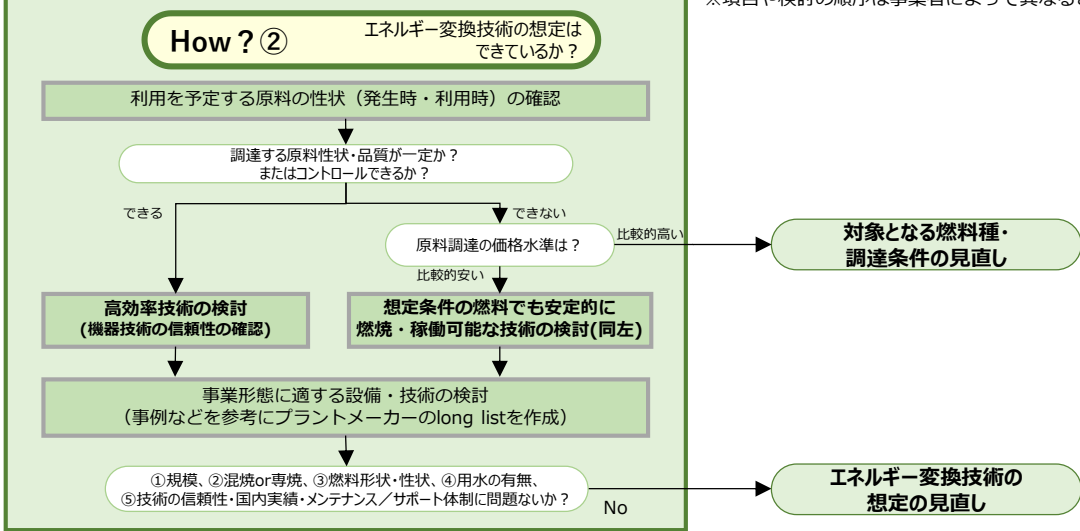 ※項目や検討の順序は事業者によって異なる
How?② エネルギー変換技術の想定は
できているか?
利用を予定する原料の性状（発生時・利用時）の確認
調達する原料性状・品質が一定か?
またはコントロールできるか?
できる
できない
原料調達の価格水準は?
比較的高い
対象となる燃料種・
調達条件の見直し
比較的安い
高効率技術の検討
(機器技術の信頼性の確認)
想定条件の燃料でも安定的に
燃焼・稼働可能な技術の検討(同左)
事業形態に適する設備・技術の検討
（事例などを参考にプラントメーカーのlong listを作成）
①規模、②混焼or専焼、③燃料形状・性状、④用水の有無、
⑤技術の信頼性・国内実績・メンテナンス／サポート体制に問題ないか?
No
エネルギー変換技術の
想定の見直し